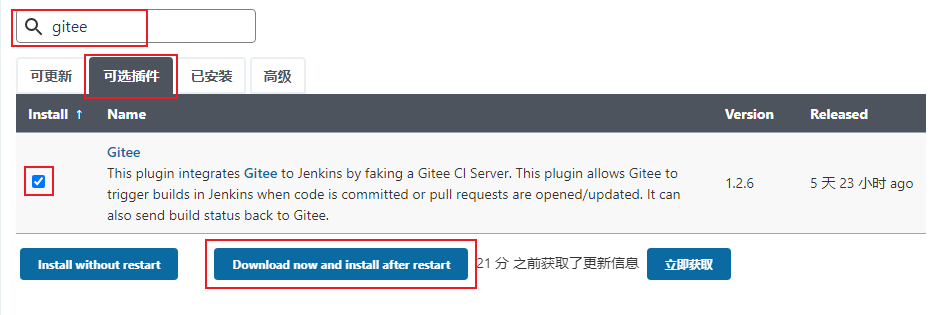 gitee
可更新 可选插件 已安装 高级
Install ↑ Name Version Released
Gitee
This plugin integrates Gitee to Jenkins by faking a Gitee CI Server. This plugin allows Gitee to
trigger builds in Jenkins when code is committed or pull requests are opened/updated. It can
also send build status back to Gitee.
1.2.6 5 天 23 小时 ago
Install without restart Download now and install after restart 21 分 之前获取了更新信息 立即获取